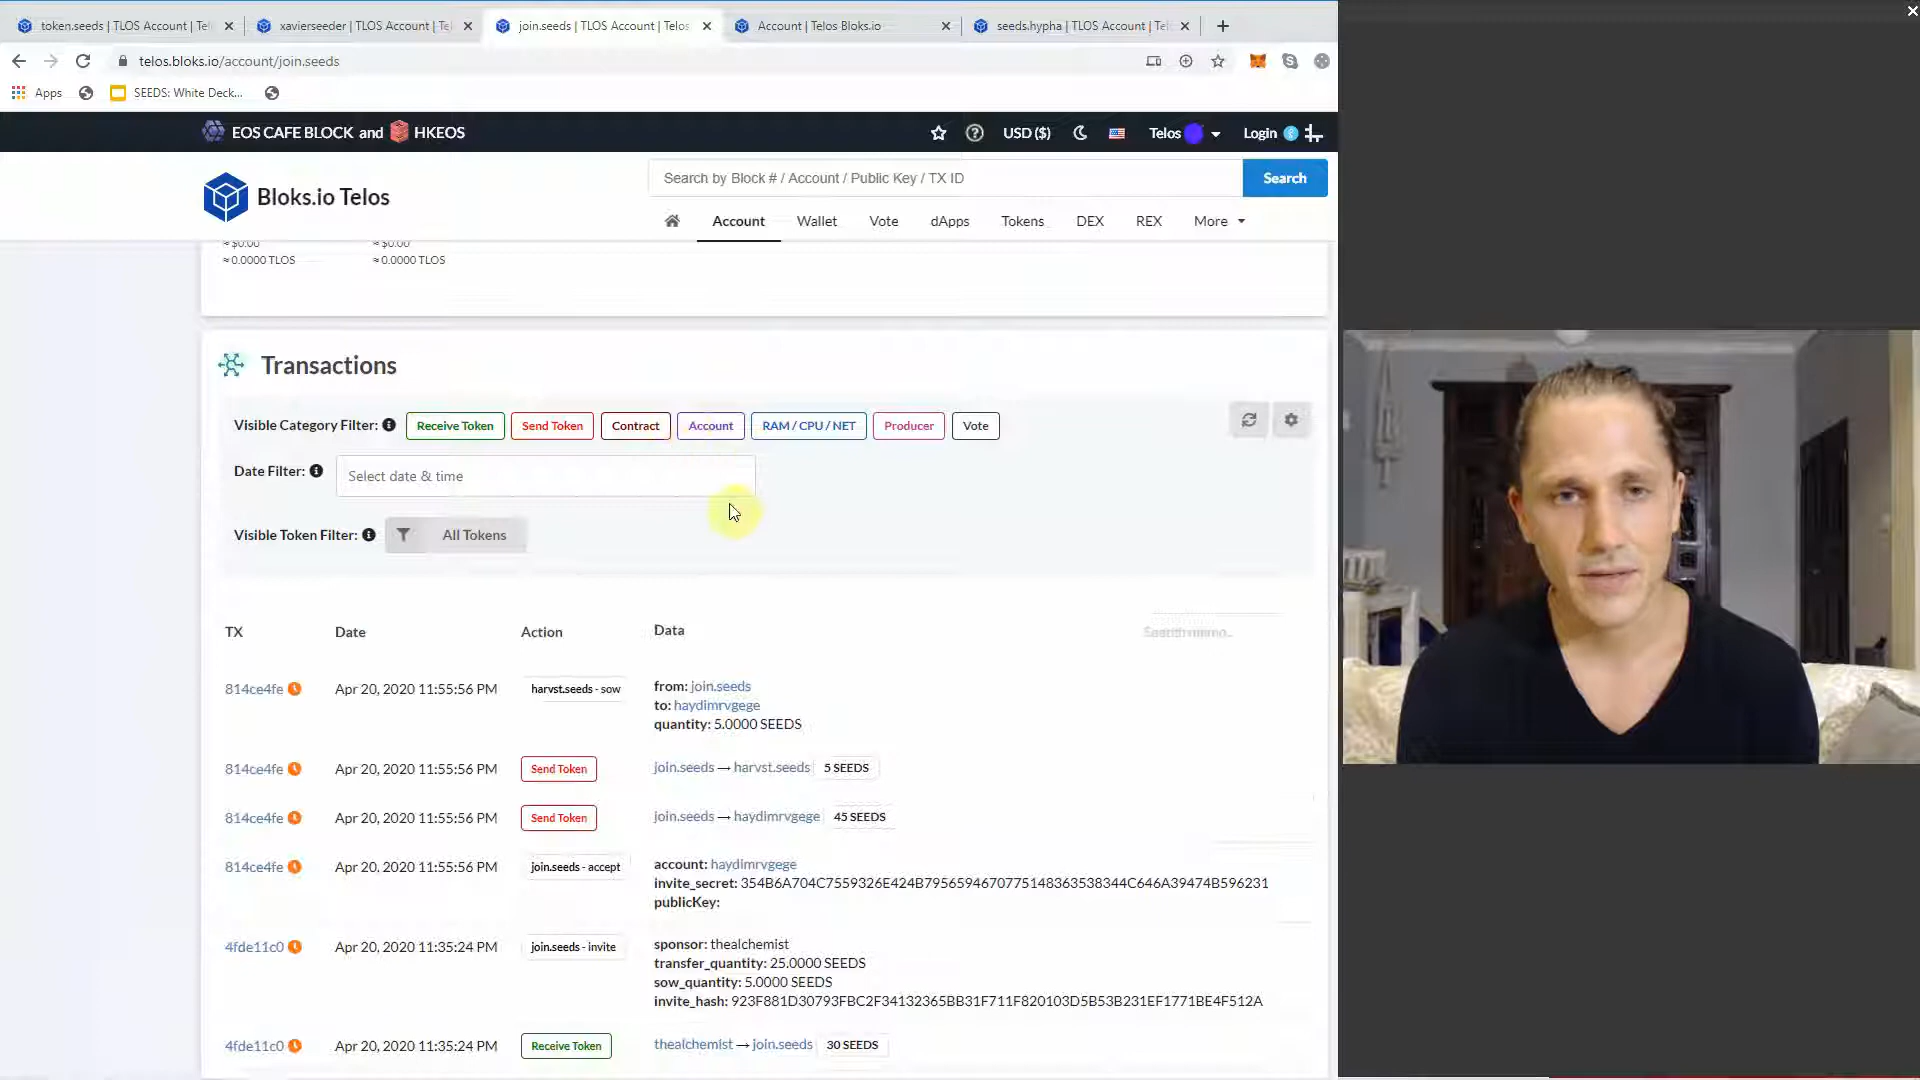 token.seeds | TLOS Account | Tel
xavierseeder | TLOS Account | Te
join.seeds | TLOS Account | Telos
Account | Telos Bloks.io
seeds.hypha | TLOS Account | Tel
telos.bloks.io/account/join.seeds
Apps
SEEDS: White Deck...
EOS CAFE BLOCK and HKEOS
USD ($)
Telos
Login
Bloks.io Telos
Search by Block # / Account / Public Key / TX ID
Search
Account Wallet Vote dApps Tokens DEX REX More
≈ $0.00 ≈ $0.00
≈ 0.0000 TLOS ≈ 0.0000 TLOS
Transactions
Visible Category Filter: Receive Token Send Token Contract Account RAM / CPU / NET Producer Vote
Date Filter: Select date & time
Visible Token Filter: All Tokens
TX Date Action Data
814ce4fe Apr 20, 2020 11:55:56 PM harvst.seeds - sow
from: join.seeds
to: haydimrvgege
quantity: 5.0000 SEEDS
814ce4fe Apr 20, 2020 11:55:56 PM Send Token join.seeds → harvst.seeds 5 SEEDS
814ce4fe Apr 20, 2020 11:55:56 PM Send Token join.seeds → haydimrvgege 45 SEEDS
814ce4fe Apr 20, 2020 11:55:56 PM join.seeds - accept
account: haydimrvgege
invite_secret: 354B6A704C7559326E424B795659467077514836353834​4C646A39474B596231
publicKey:
4fde11c0 Apr 20, 2020 11:35:24 PM join.seeds - invite
sponsor: thealchemist
transfer_quantity: 25.0000 SEEDS
sow_quantity: 5.0000 SEEDS
invite_hash: 923F881D30793FBC2F34132365BB31F711F820103D5B53B231EF1771BE4F512A
4fde11c0 Apr 20, 2020 11:35:24 PM Receive Token thealchemist → join.seeds 30 SEEDS